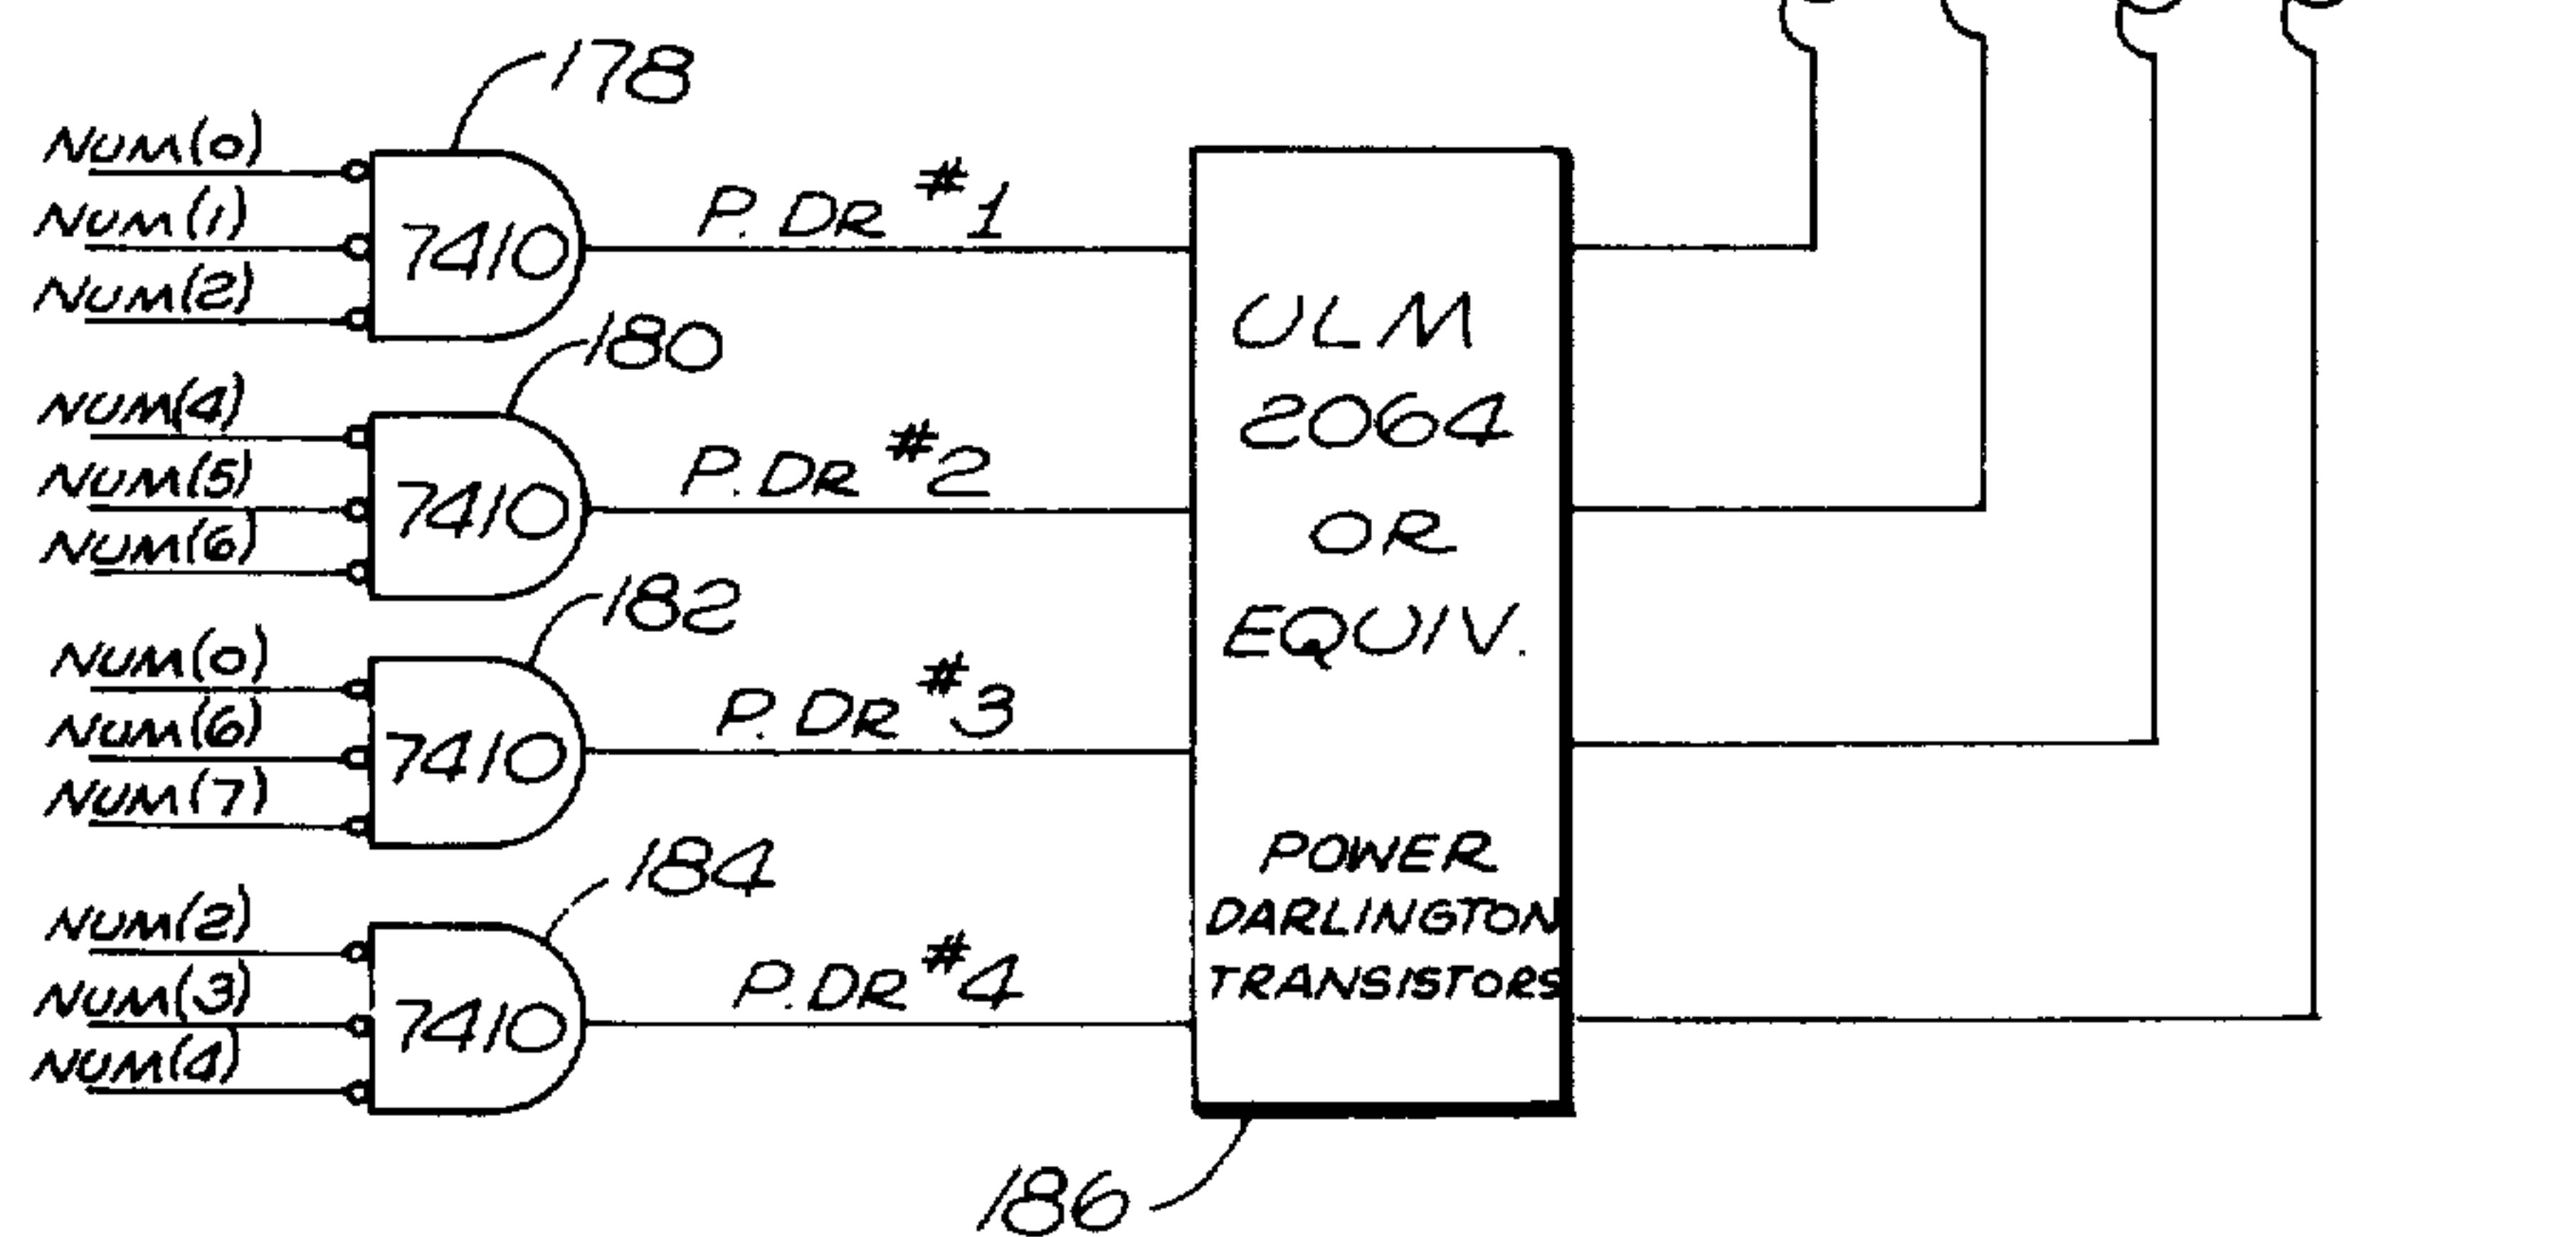 178
NUM(0)
NUM(1)
NUM(2)
7410
P. DR #1
180
NUM(4)
NUM(5)
NUM(6)
7410
P. DR #2
182
NUM(0)
NUM(6)
NUM(7)
7410
P. DR #3
184
NUM(2)
NUM(3)
NUM(4)
7410
P. DR #4
ULM
2064
OR
EQUIV.
POWER
DARLINGTON
TRANSISTORS
186